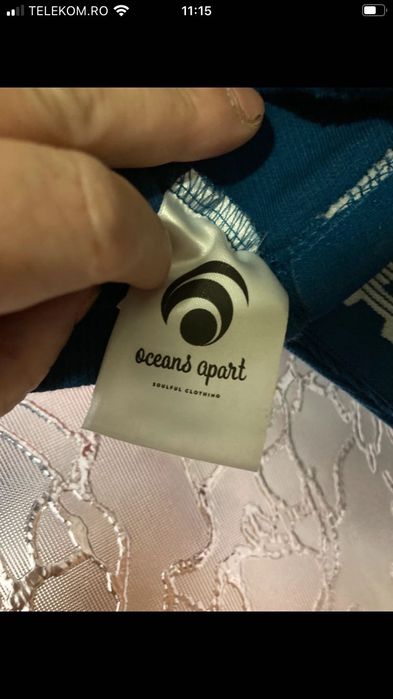 TELEKOM.RO 11:15
oceans apart
SOULFUL CLOTHING